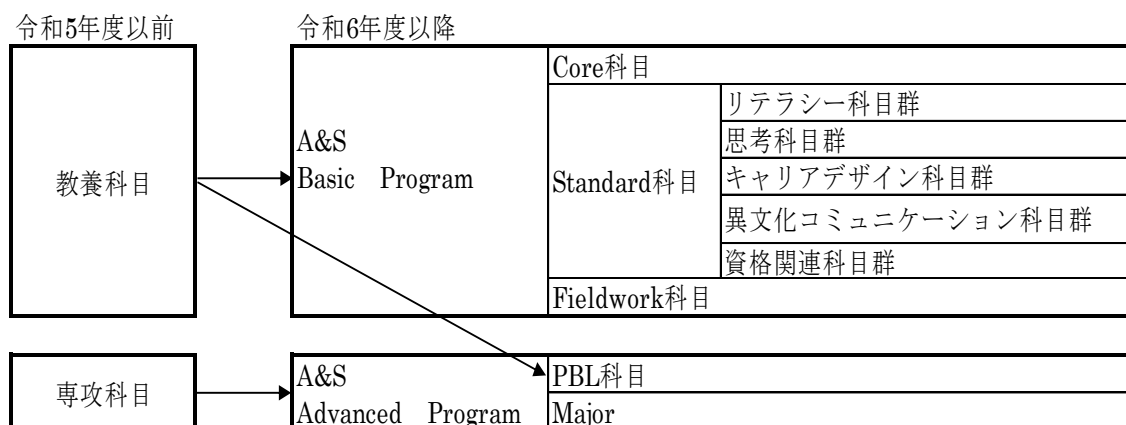 令和5年度以前
令和6年度以降
教養科目
A&S
Basic Program
Core科目
Standard科目
リテラシー科目群
思考科目群
キャリアデザイン科目群
異文化コミュニケーション科目群
資格関連科目群
Fieldwork科目
専攻科目
A&S
Advanced Program
PBL科目
Major